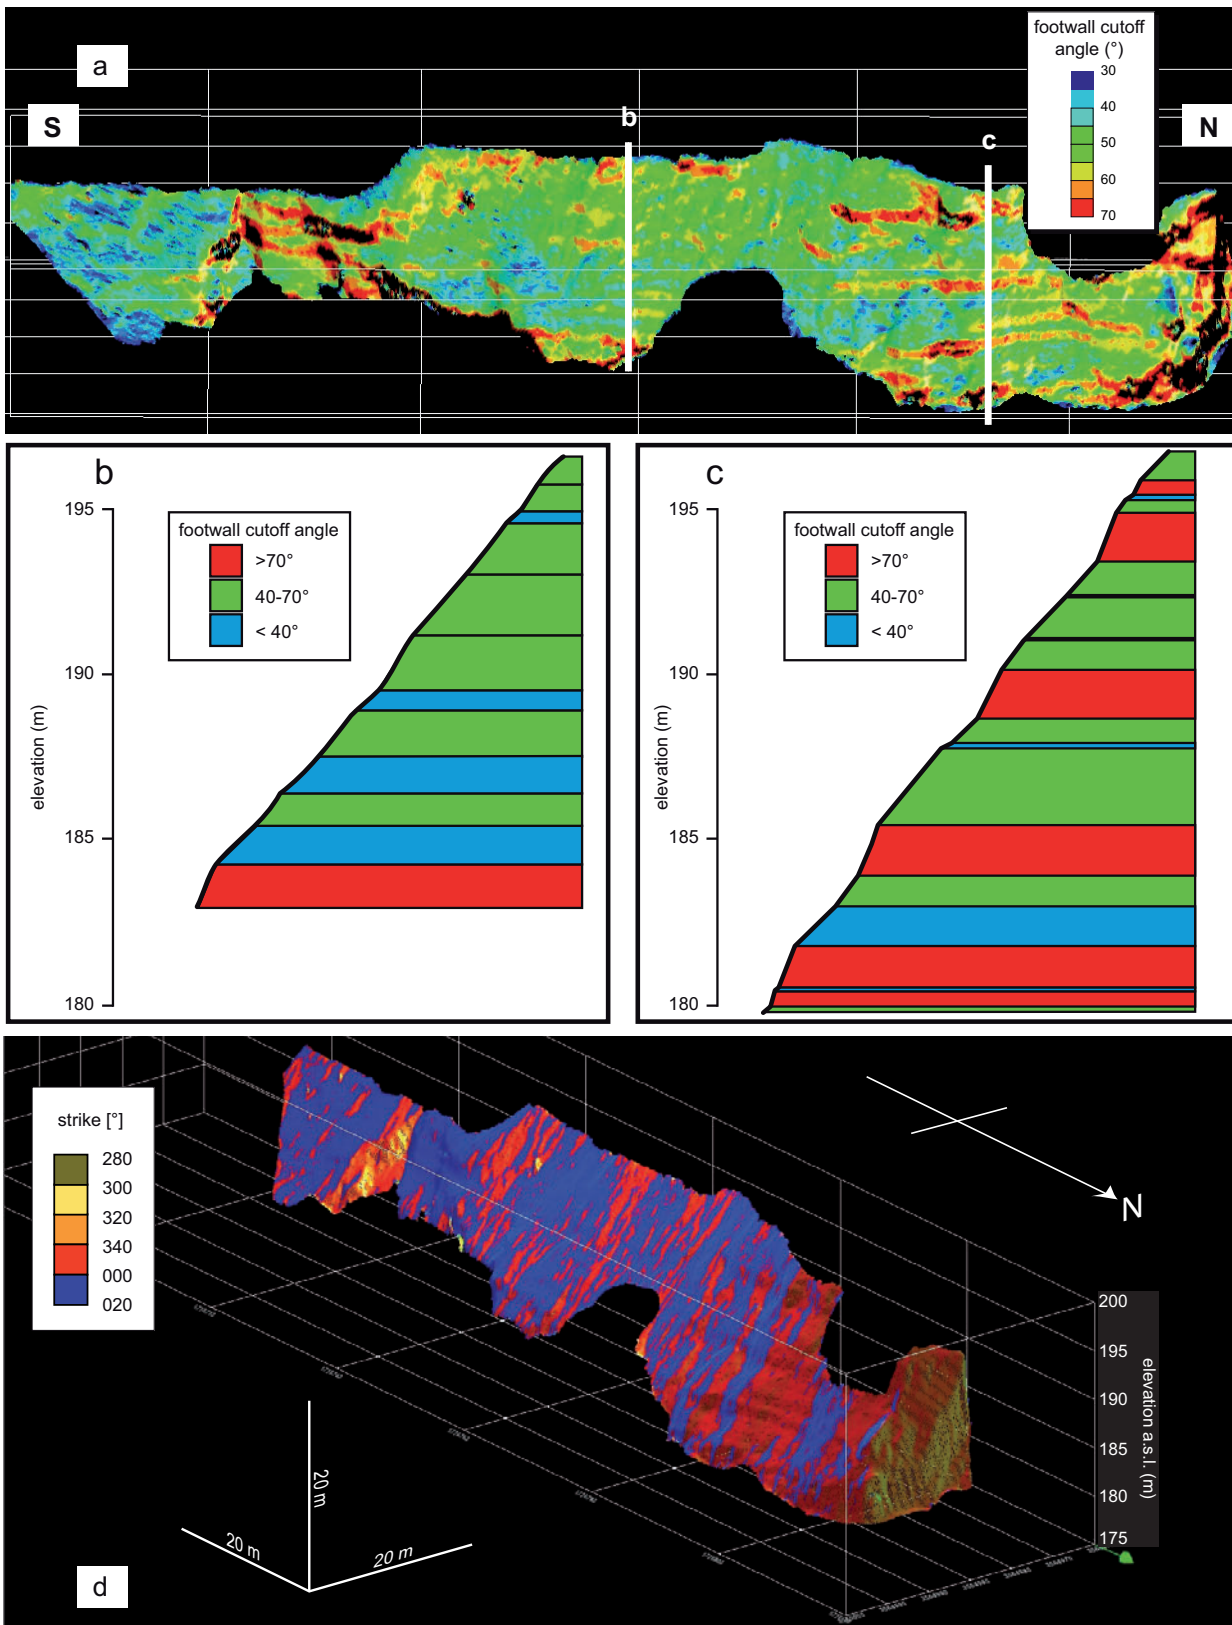 a
S
b
c
N
footwall cutoff
angle (°)
30
40
50
60
70
b
195
190
185
180
elevation (m)
footwall cutoff angle
>70°
40-70°
< 40°
c
195
190
185
180
elevation (m)
footwall cutoff angle
>70°
40-70°
< 40°
strike [°]
280
300
320
340
000
020
N
200
195
190
185
180
175
elevation a.s.l. (m)
20 m
20 m
20 m
d